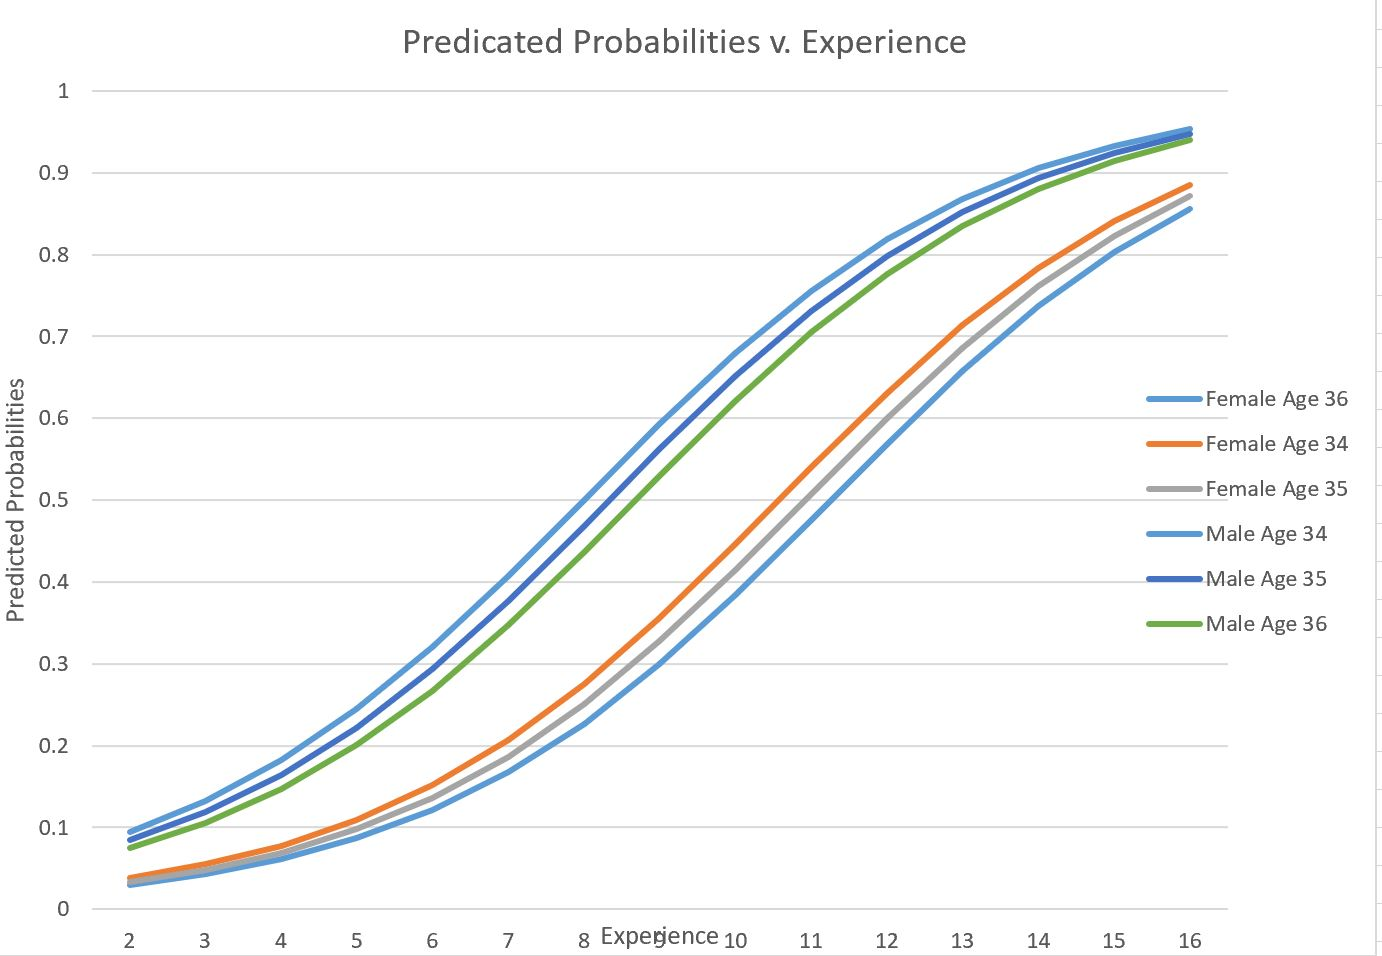 Predicated Probabilities v. Experience
1
0.9
0.8
0.7
0.6
0.5
0.4
0.3
0.2
0.1
0
Predicted Probabilities
Female Age 36
Female Age 34
Female Age 35
Male Age 34
Male Age 35
Male Age 36
2 3 4 5 6 7 8 9 10 11 12 13 14 15 16
Experience